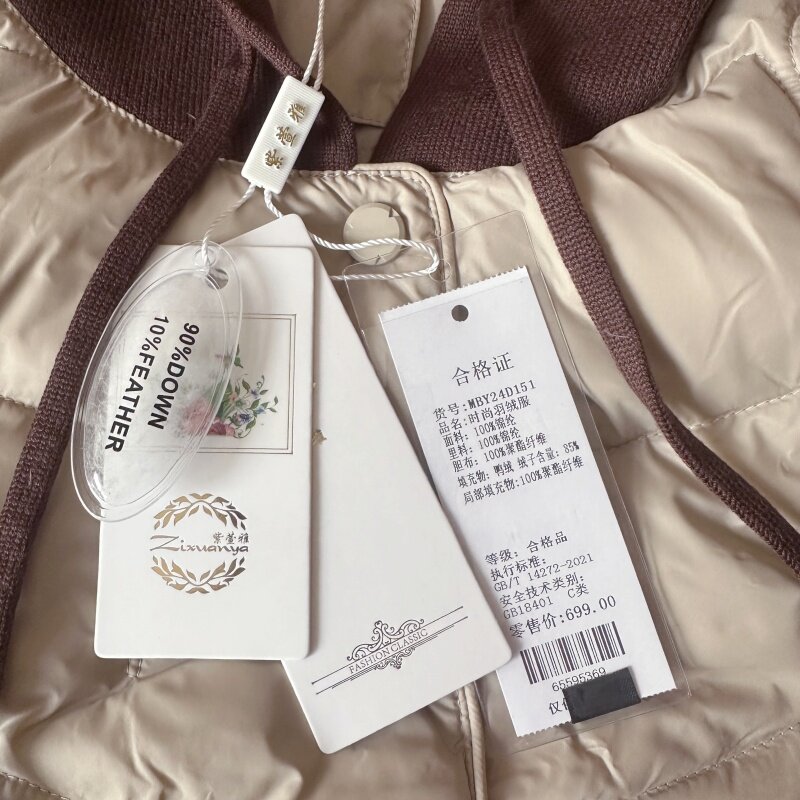 紫萱雅
90%DOWN
10%FEATHER
紫萱雅
Zixuanya
FASHION CLASSIC
合格证
货号:MBY24D151
品名:时尚羽绒服
面料: 100%锦纶
里料: 100%锦纶
胆布: 100%聚酯纤维
填充物: 鸭绒 绒子含量: 85%
局部填充物:100%聚酯纤维
等级: 合格品
执行标准:
GB/T 14272-2021
安全技术类别:
GB18401 C类
零售价:699.00
65595369
仅